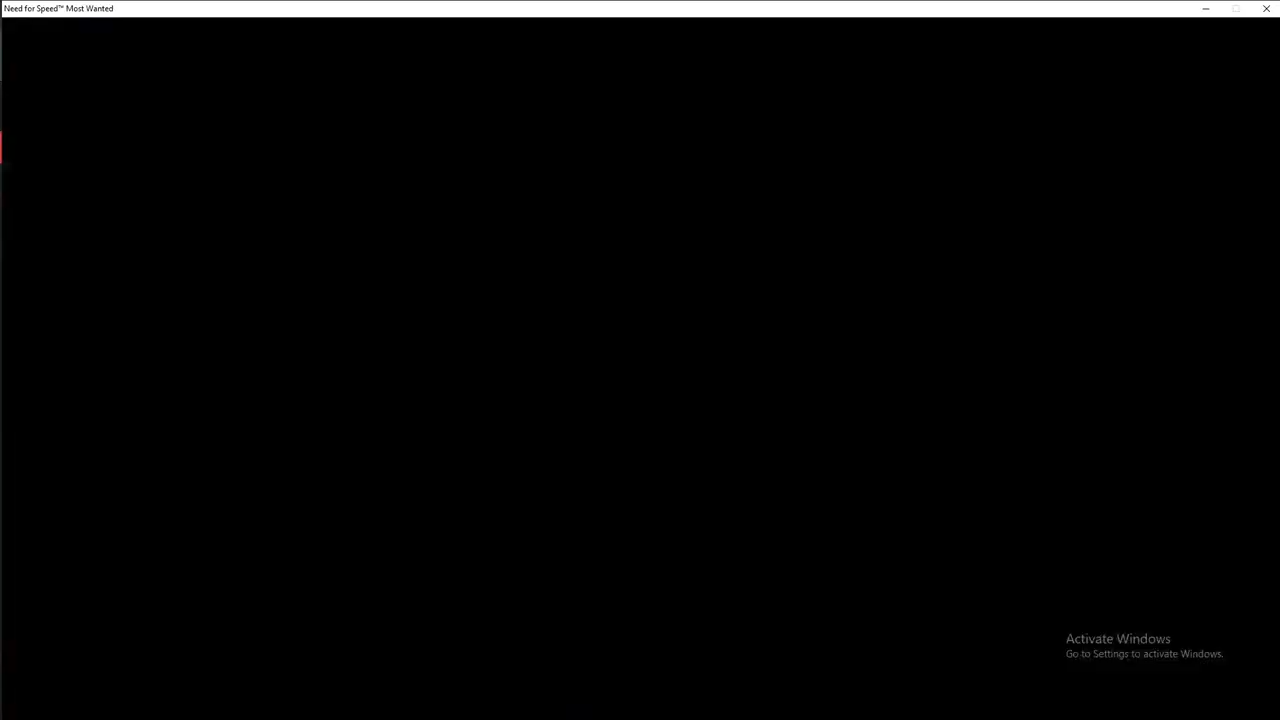 Need for Speed™ Most Wanted
Activate Windows
Go to Settings to activate Windows.